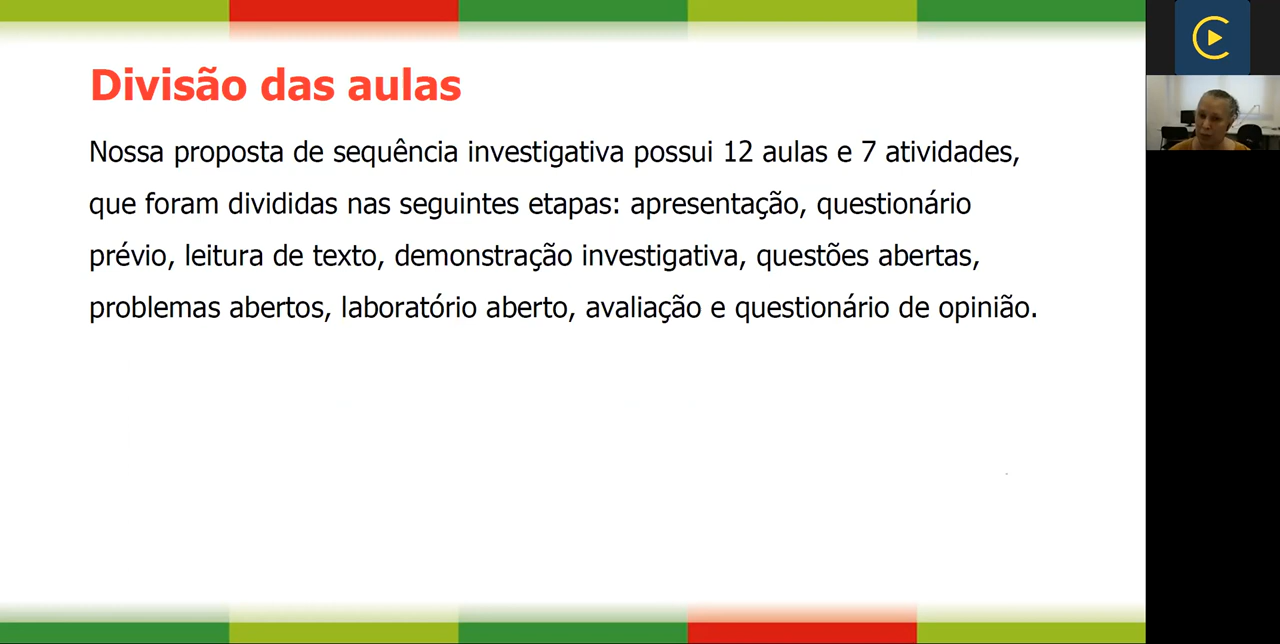 Divisão das aulas
Nossa proposta de sequência investigativa possui 12 aulas e 7 atividades,
que foram divididas nas seguintes etapas: apresentação, questionário
prévio, leitura de texto, demonstração investigativa, questões abertas,
problemas abertos, laboratório aberto, avaliação e questionário de opinião.